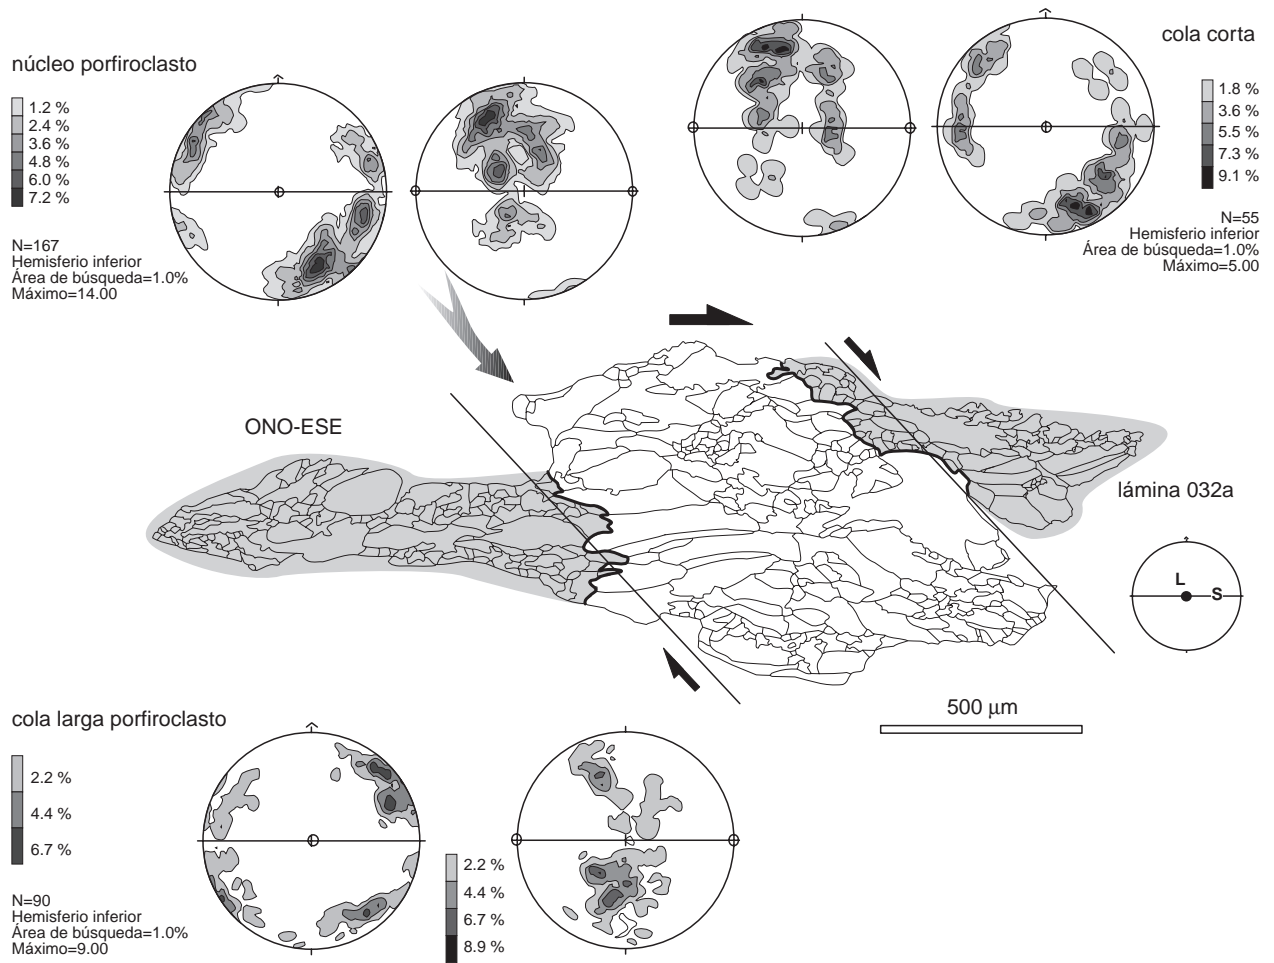 núcleo porfiroclasto
1.2 %
2.4 %
3.6 %
4.8 %
6.0 %
7.2 %
N=167
Hemisferio inferior
Área de búsqueda=1.0%
Máximo=14.00
cola corta
1.8 %
3.6 %
5.5 %
7.3 %
9.1 %
N=55
Hemisferio inferior
Área de búsqueda=1.0%
Máximo=5.00
ONO-ESE
lámina 032a
L
S
500 µm
cola larga porfiroclasto
2.2 %
4.4 %
6.7 %
N=90
Hemisferio inferior
Área de búsqueda=1.0%
Máximo=9.00
2.2 %
4.4 %
6.7 %
8.9 %